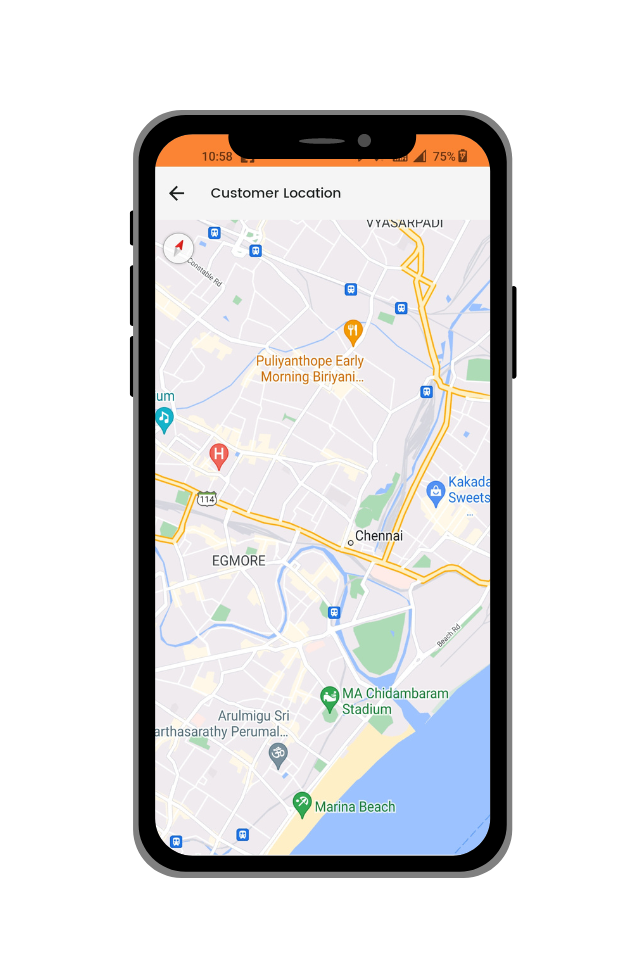 10:58
75%
Customer Location
VYASARPADI
Constable Rd
Puliyanthope Early
Morning Biriyani...
um
H
114
Kakada
Sweets
...
Chennai
EGMORE
Beach Rd
MA Chidambaram
Stadium
Arulmigu Sri
arthasarathy Perumal...
ॐ
Marina Beach